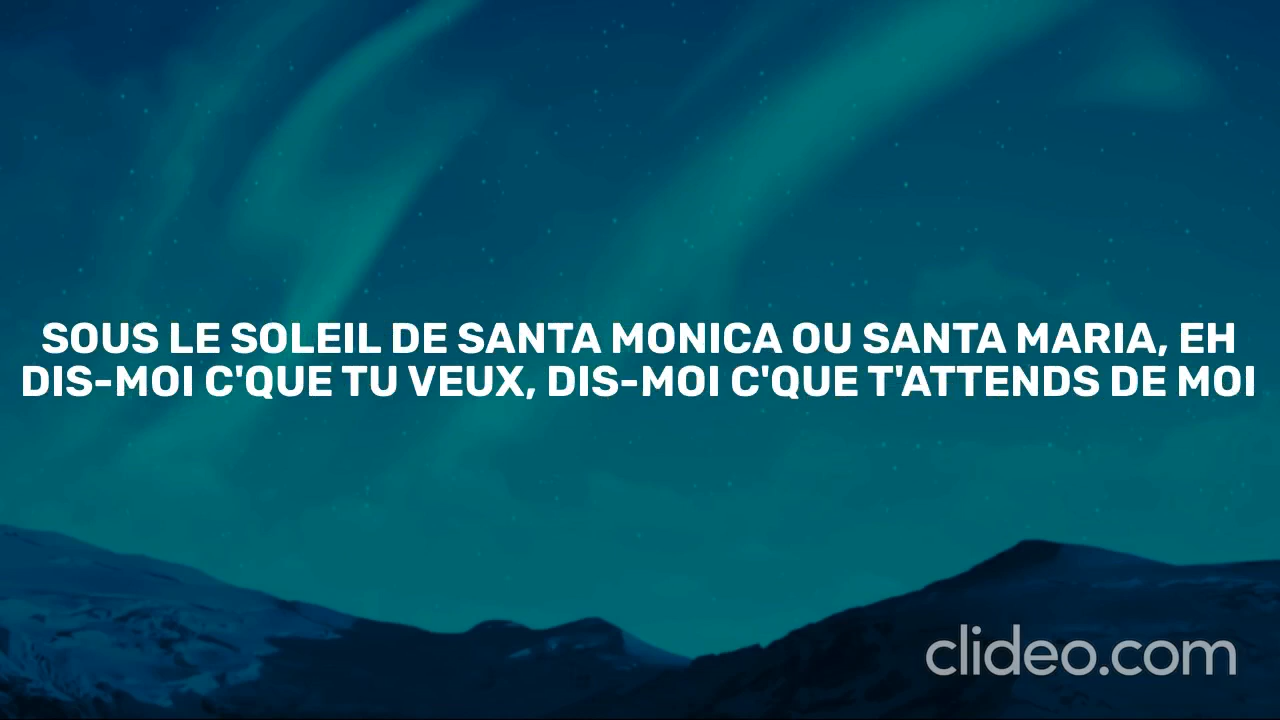 SOUS LE SOLEIL DE SANTA MONICA OU SANTA MARIA, EH
DIS-MOI C'QUE TU VEUX, DIS-MOI C'QUE T'ATTENDS DE MOI
clideo.com